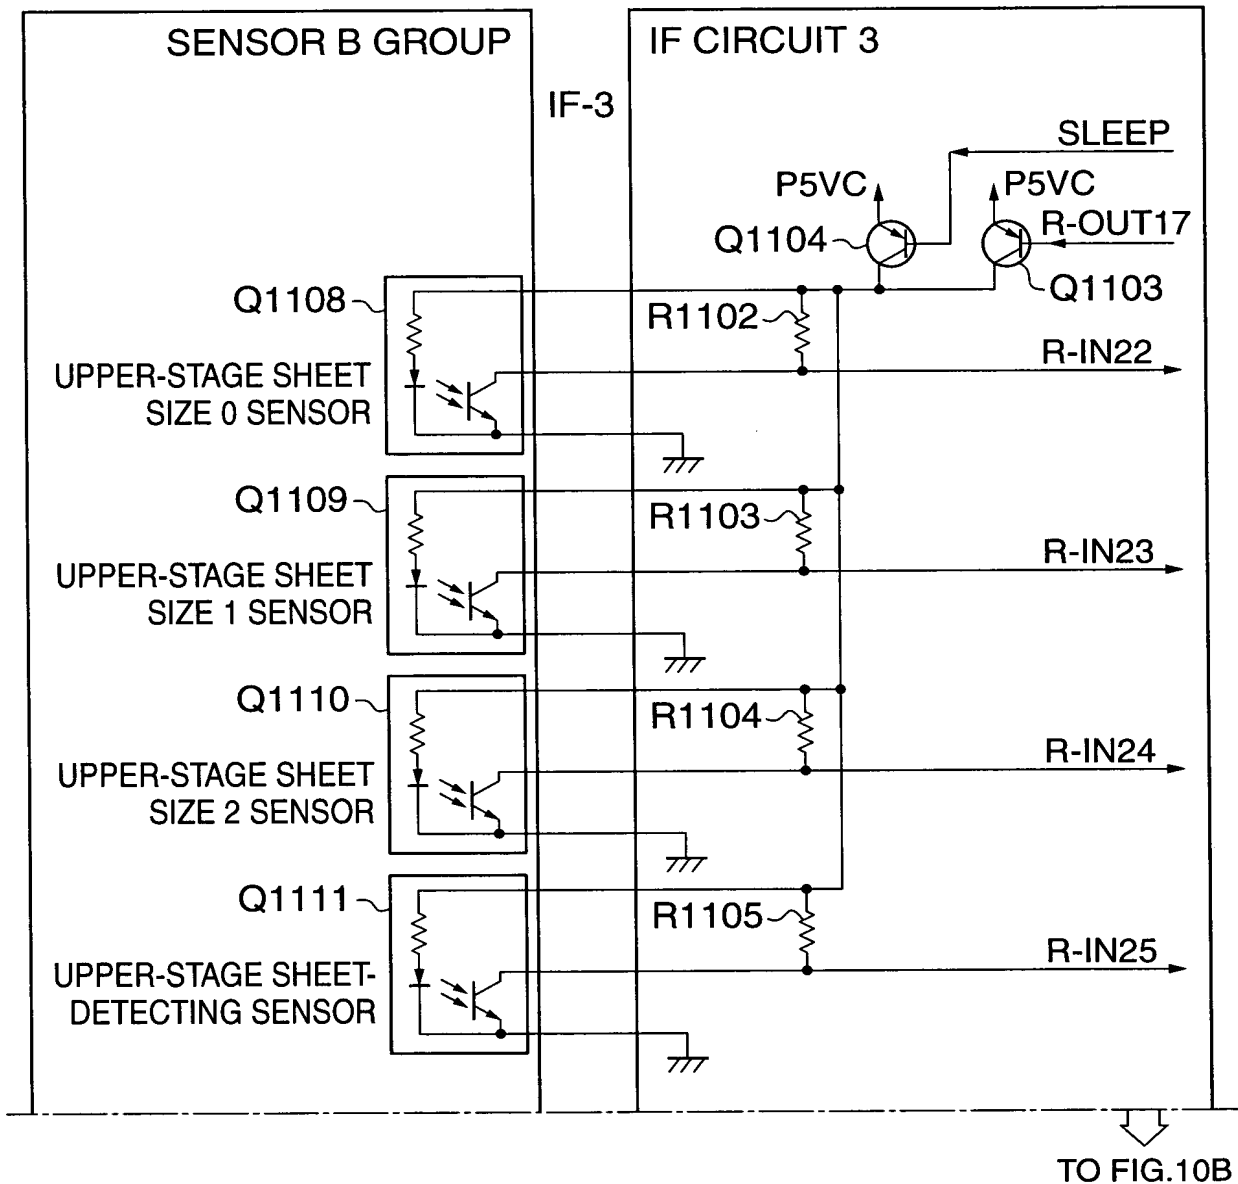 SENSOR B GROUP
IF CIRCUIT 3
IF-3
SLEEP
P5VC
P5VC
R-OUT17
Q1104
Q1103
Q1108
R1102
R-IN22
UPPER-STAGE SHEET
SIZE 0 SENSOR
Q1109
R1103
R-IN23
UPPER-STAGE SHEET
SIZE 1 SENSOR
Q1110
R1104
R-IN24
UPPER-STAGE SHEET
SIZE 2 SENSOR
Q1111
R1105
R-IN25
UPPER-STAGE SHEET-
DETECTING SENSOR
TO FIG.10B